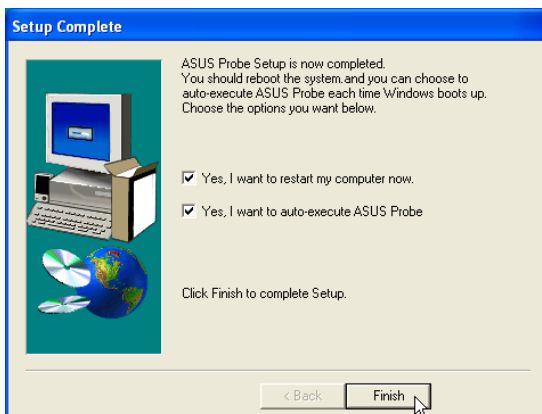 Setup Complete
ASUS Probe Setup is now completed.
You should reboot the system.and you can choose to
auto-execute ASUS Probe each time Windows boots up.
Choose the options you want below.
Yes, I want to restart my computer now.
Yes, I want to auto-execute ASUS Probe
Click Finish to complete Setup.
< Back
Finish